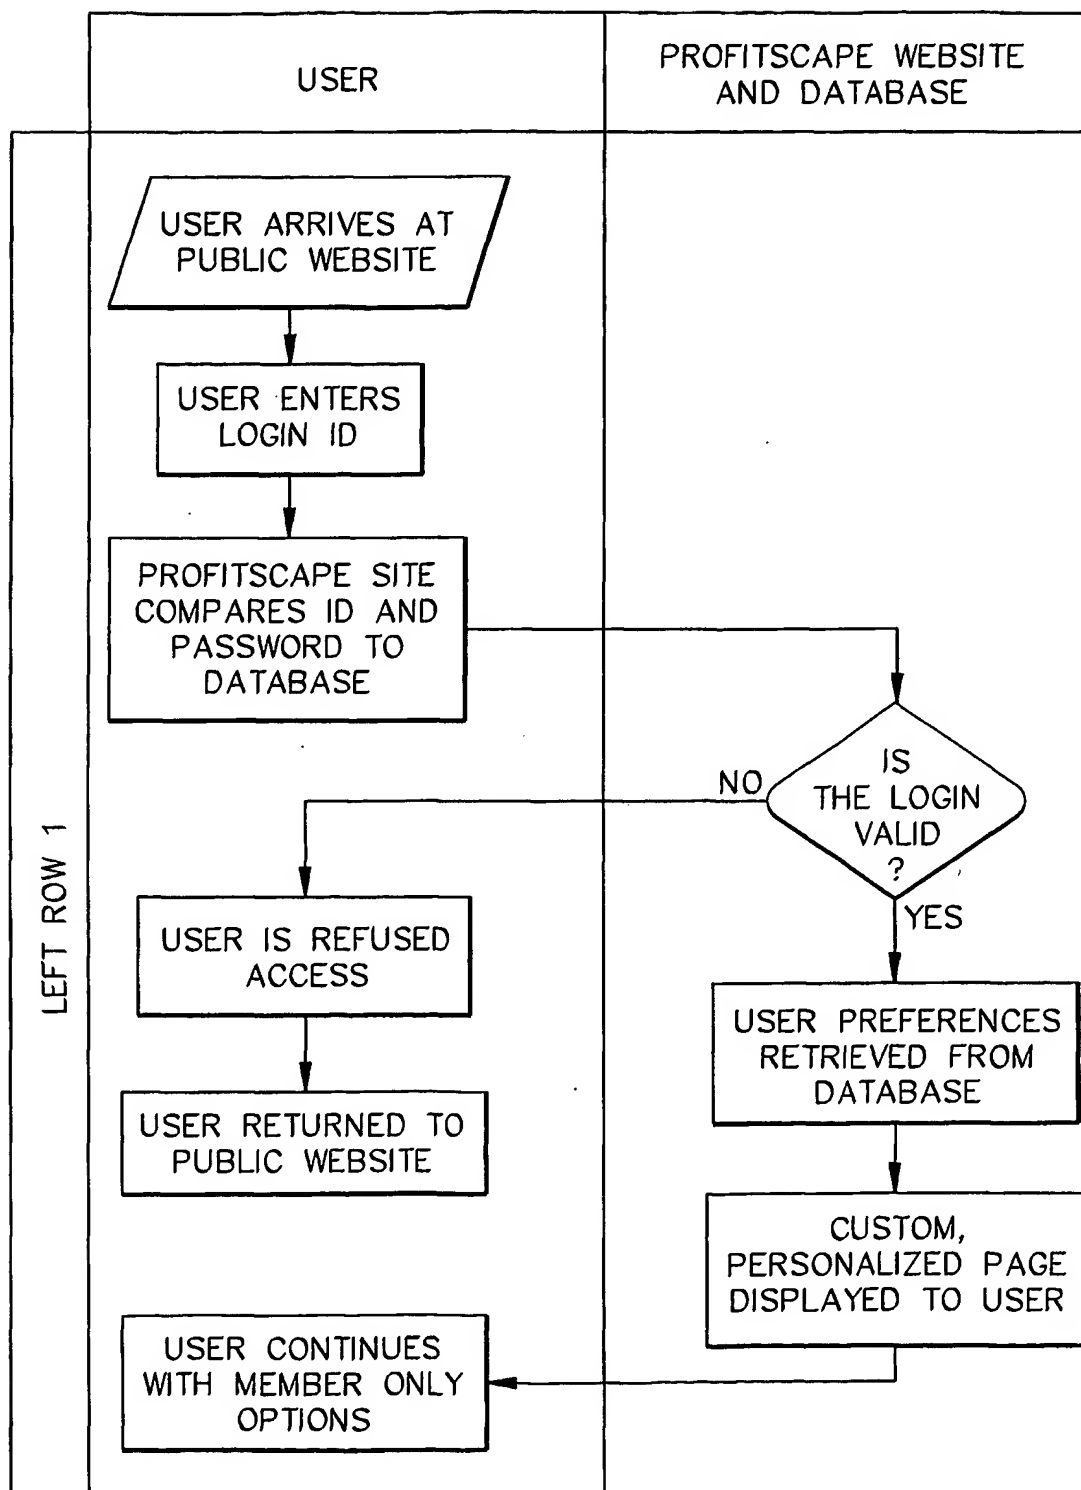 USER
PROFITSCAPE WEBSITE
AND DATABASE
LEFT ROW 1
USER ARRIVES AT
PUBLIC WEBSITE
USER ENTERS
LOGIN ID
PROFITSCAPE SITE
COMPARES ID AND
PASSWORD TO
DATABASE
IS
THE LOGIN
VALID
?
NO
YES
USER IS REFUSED
ACCESS
USER RETURNED TO
PUBLIC WEBSITE
USER PREFERENCES
RETRIEVED FROM
DATABASE
CUSTOM,
PERSONALIZED PAGE
DISPLAYED TO USER
USER CONTINUES
WITH MEMBER ONLY
OPTIONS